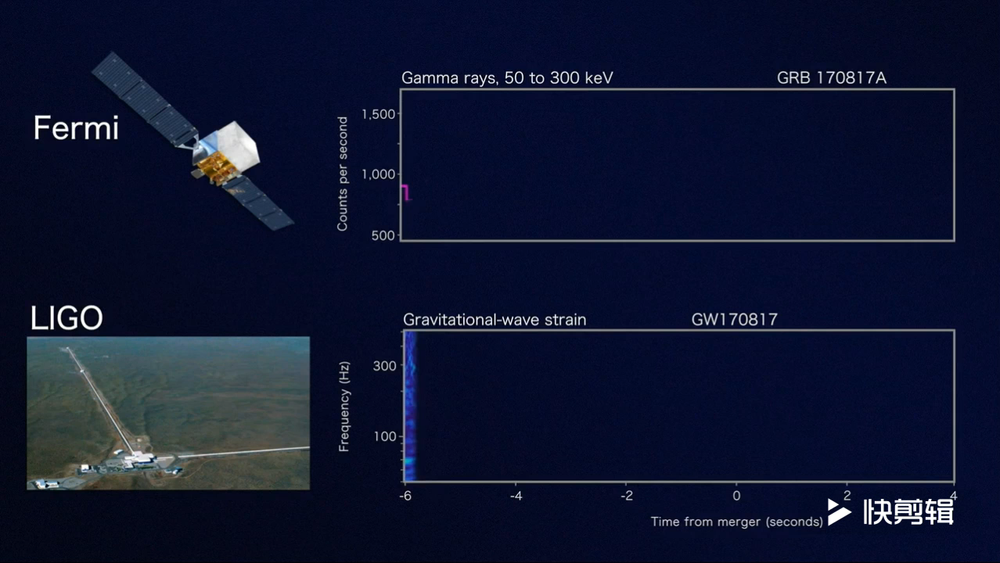 Fermi
Gamma rays, 50 to 300 keV
GRB 170817A
Counts per second
1,500
1,000
500
LIGO
Gravitational-wave strain
GW170817
Frequency (Hz)
300
100
-6
-4
-2
0
2
4
Time from merger (seconds)
快剪辑